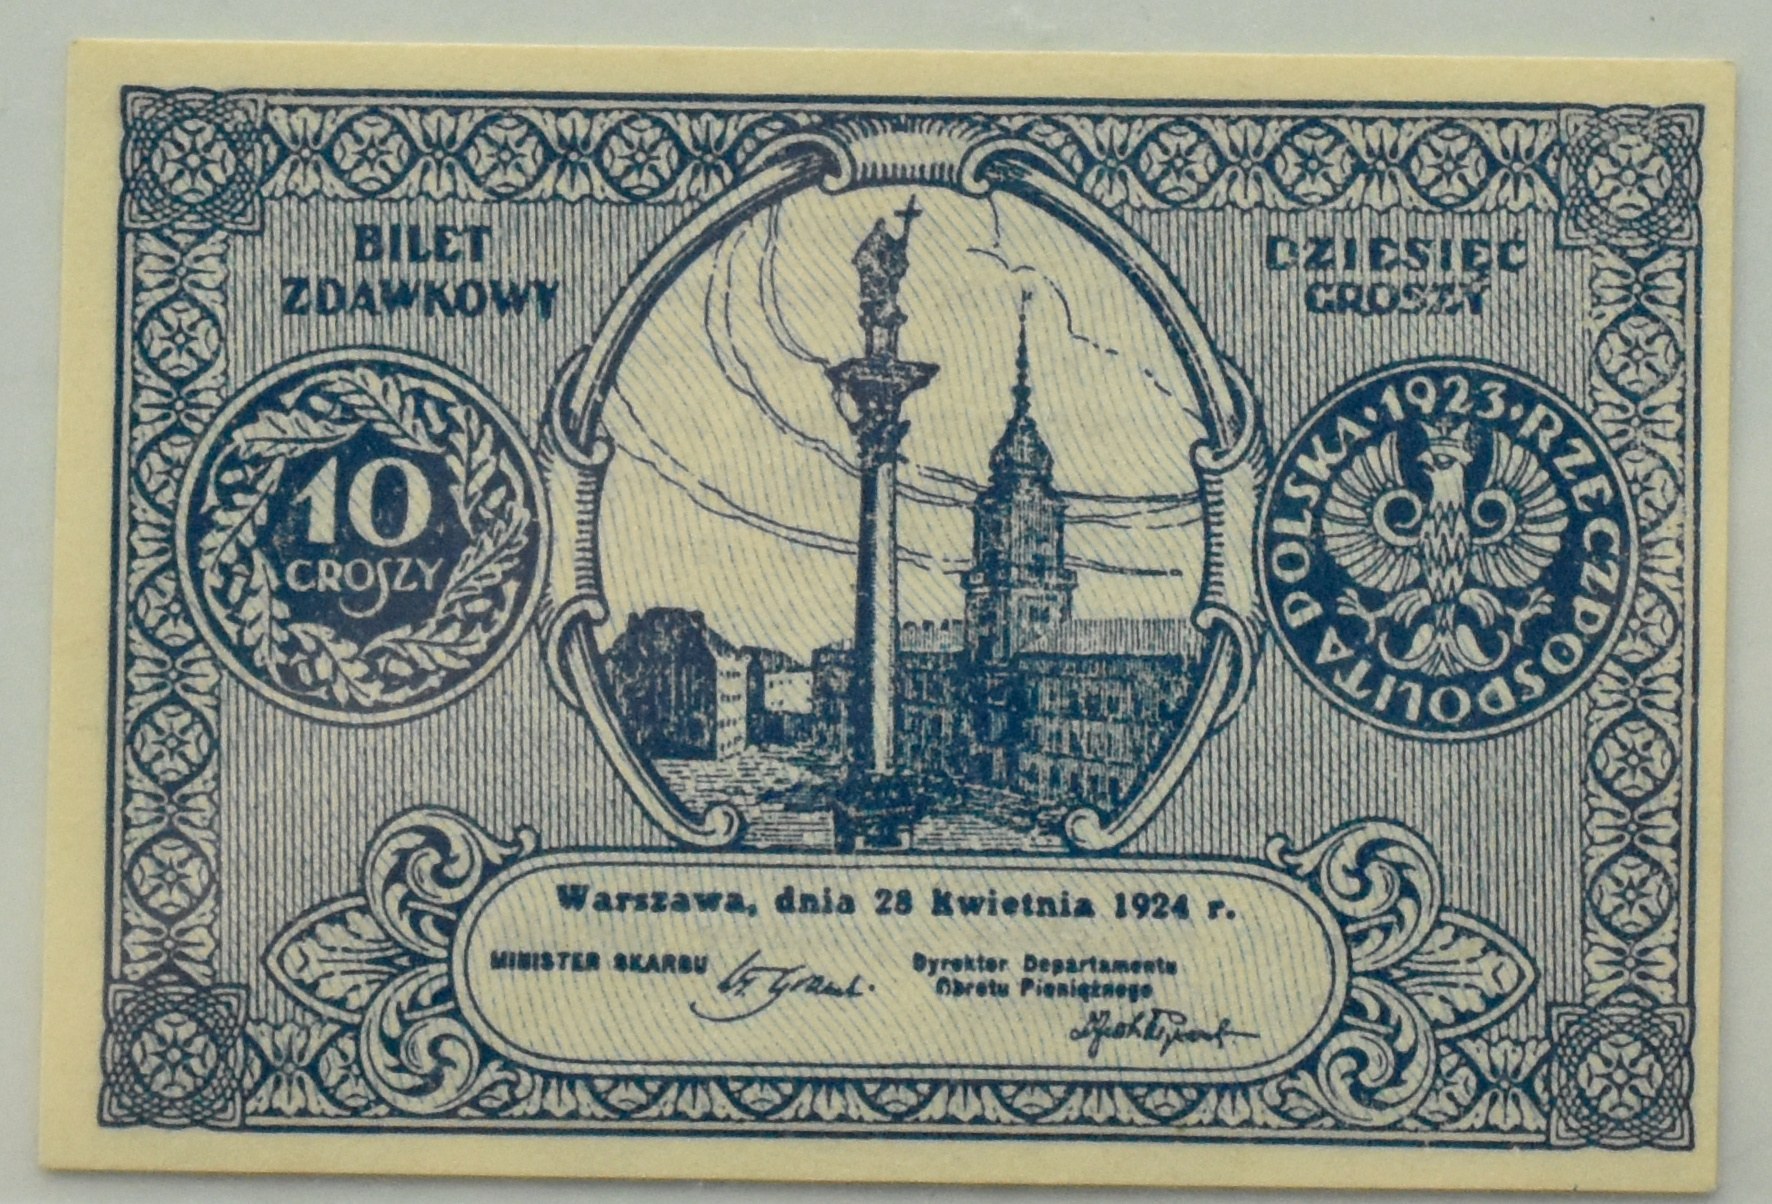 BILET
ZDAWKOWY
DZIESIĘĆ
GROSZY
10
GROSZY
1923 · RZECZPOSPOLITA POLSKA ·
Warszawa, dnia 28 kwietnia 1924 r.
MINISTER SKARBU
Dyrektor Departamentu
Obrotu Pieniężnego